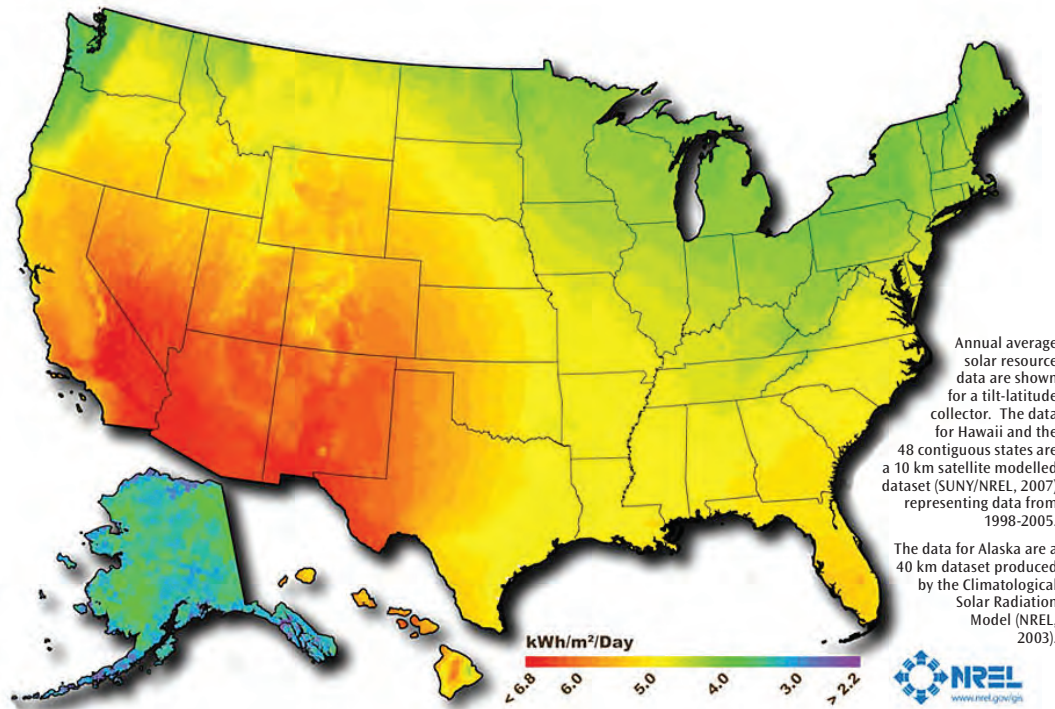 Annual average
solar resource
data are shown
for a tilt-latitude
collector. The data
for Hawaii and the
48 contiguous states are
a 10 km satellite modelled
dataset (SUNY/NREL, 2007)
representing data from
1998-2005.
The data for Alaska are a
40 km dataset produced
by the Climatological
Solar Radiation
Model (NREL,
2003).
kWh/m²/Day
< 6.8 6.0 5.0 4.0 3.0 > 2.2
NREL
www.nrel.gov/gis